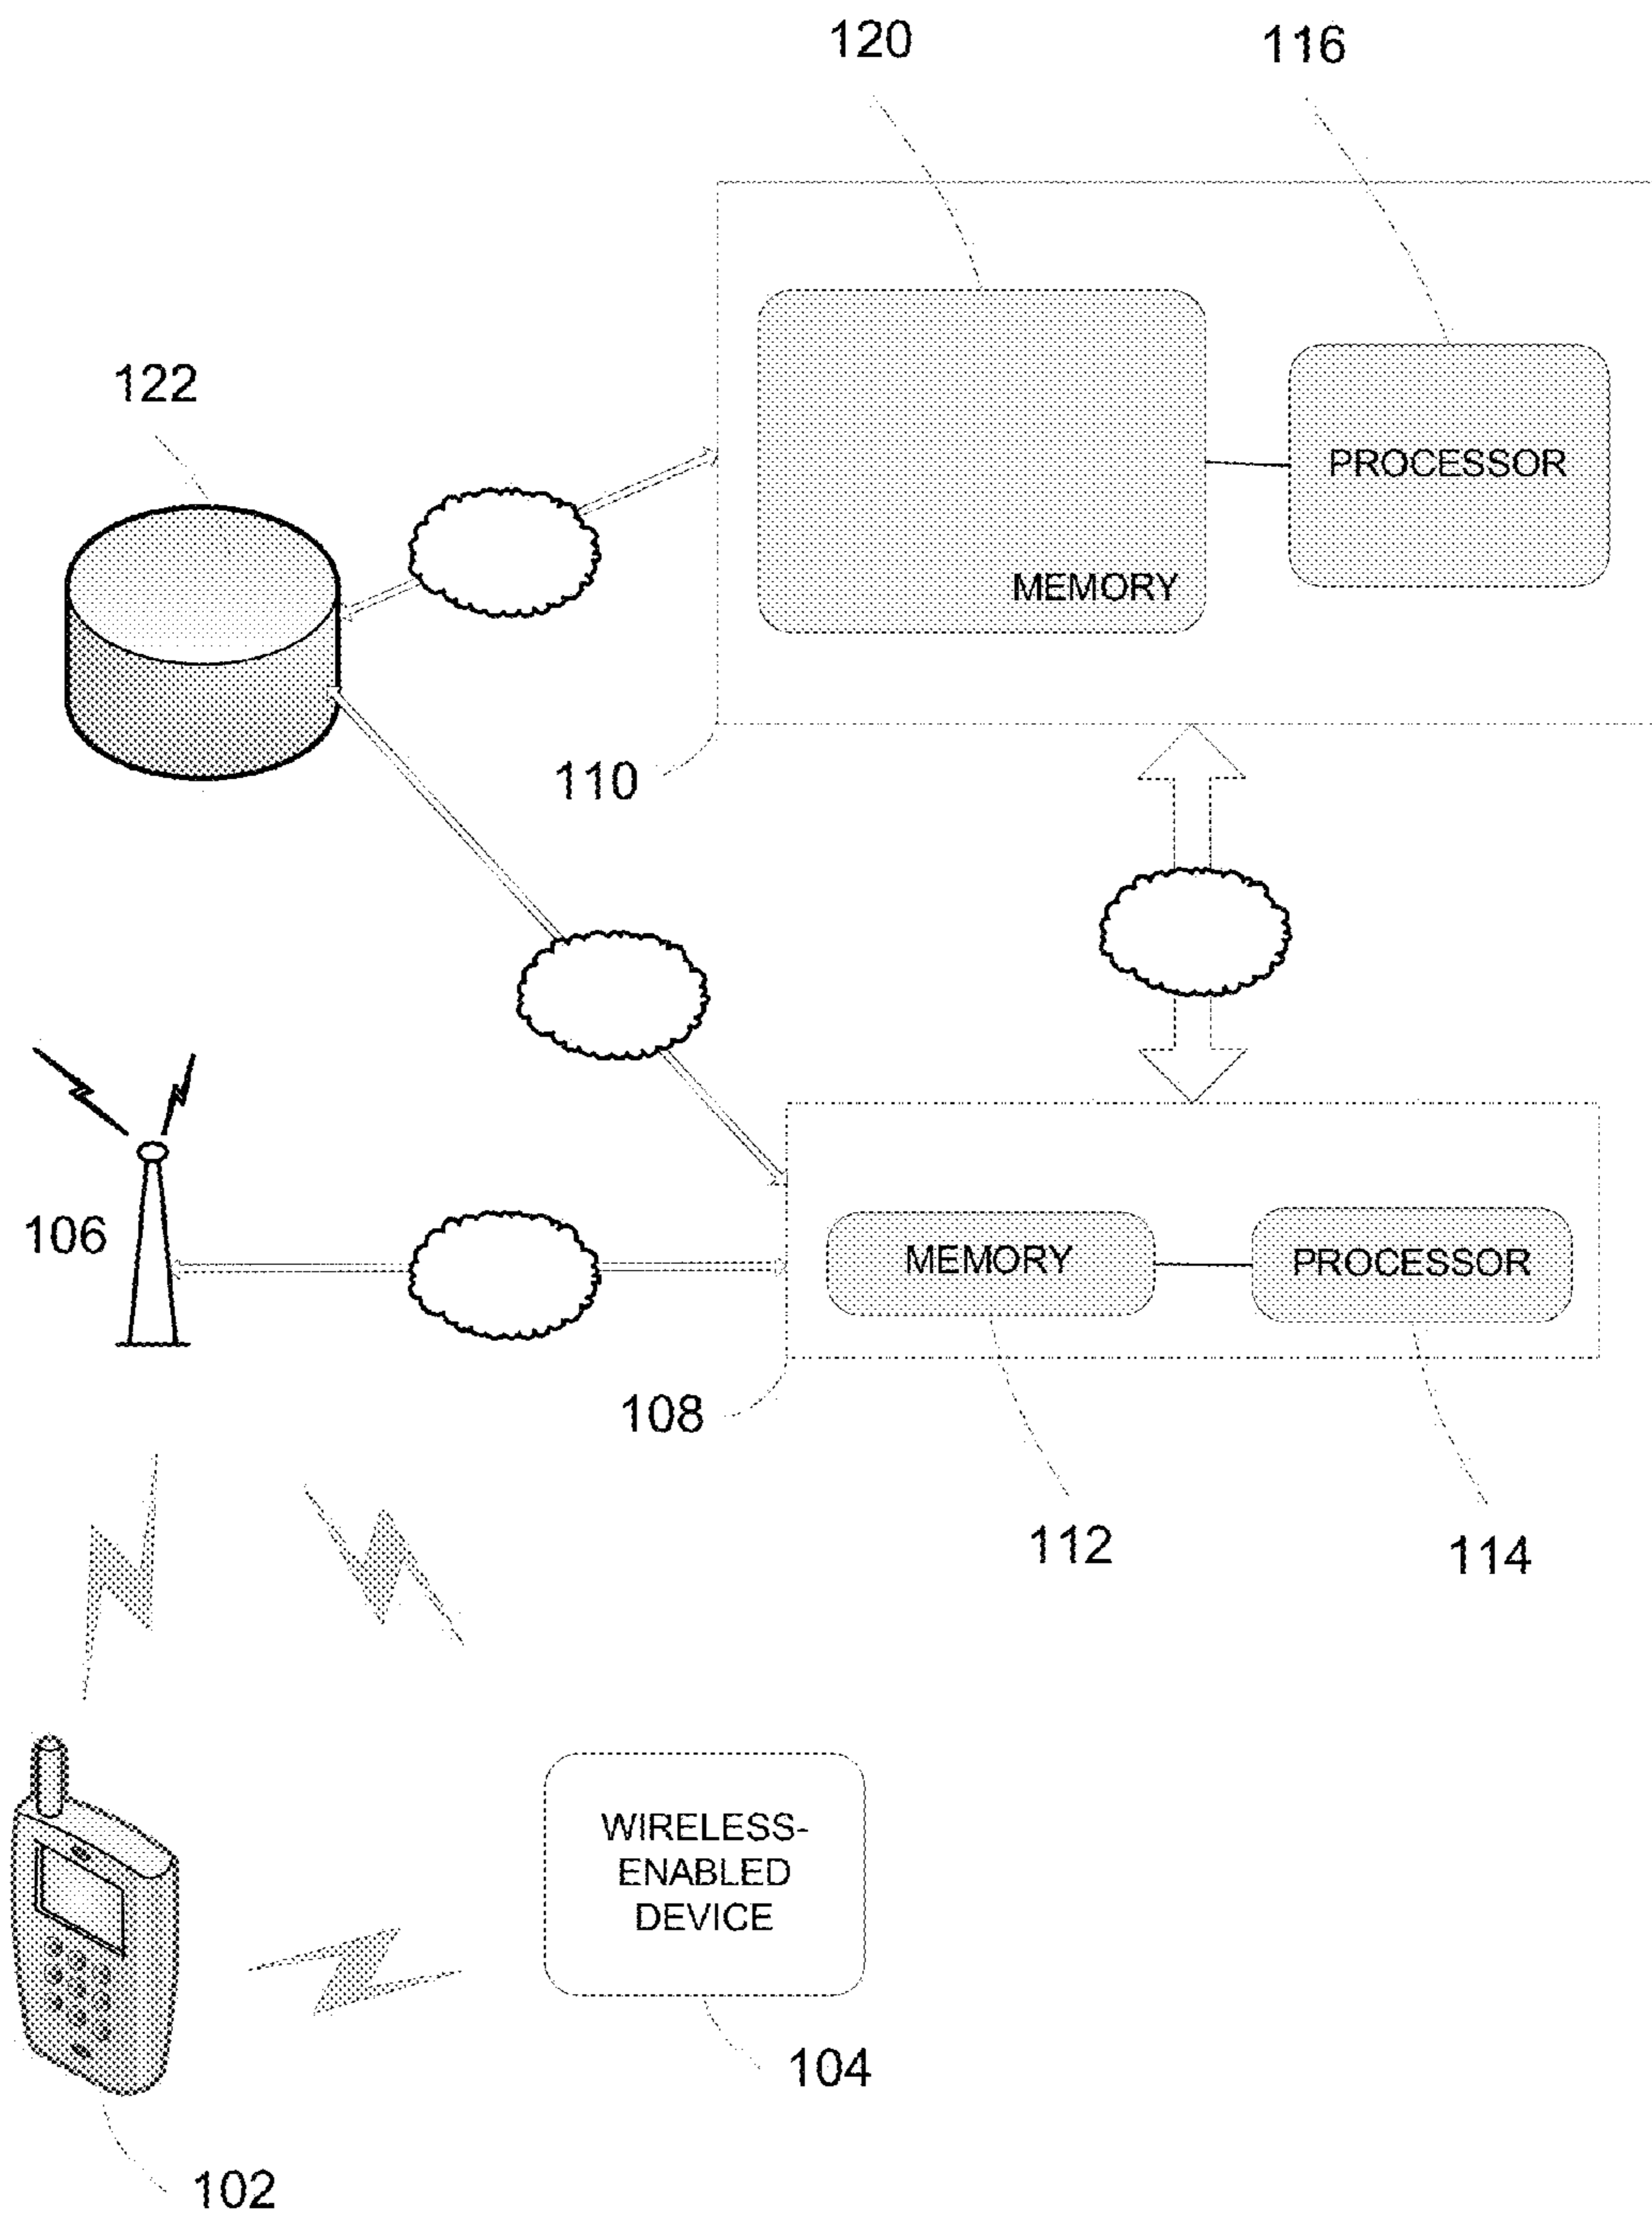 120
116
122
PROCESSOR
MEMORY
110
106
MEMORY
PROCESSOR
108
112
114
WIRELESS-
ENABLED
DEVICE
104
102